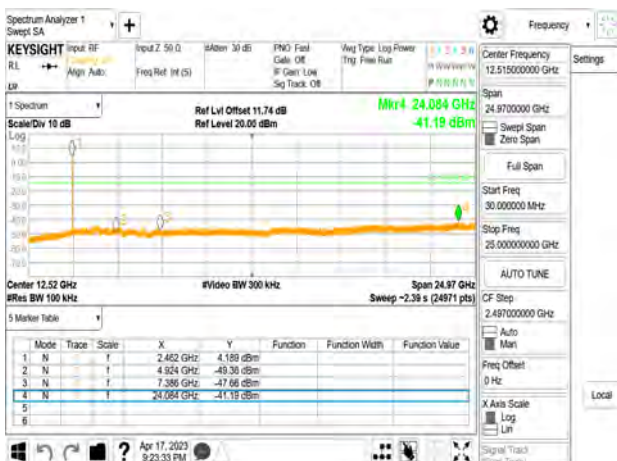 Spectrum Analyzer 1
Swept SA
+
Frequency
KEYSIGHT
Input: RF
Input Z: 50 Ω
#Atten: 30 dB
PNO: Fast
Avg Type: Log-Power
RL
Align: Auto
Freq Ref: Int (S)
Gate: Off
Trig: Free Run
IF Gain: Low
Sig Track: Off
1 Spectrum
Scale/Div 10 dB
Ref Lvl Offset 11.74 dB
Ref Level 20.00 dBm
Mkr4 24.084 GHz
-41.19 dBm
Log
Center 12.52 GHz
#Video BW 300 kHz
Span 24.97 GHz
#Res BW 100 kHz
Sweep ~2.39 s (24971 pts)
5 Marker Table
Mode Trace Scale X Y Function Function Width Function Value
1 N f 2.462 GHz 4.189 dBm
2 N f 4.924 GHz -49.36 dBm
3 N f 7.386 GHz -47.66 dBm
4 N f 24.084 GHz -41.19 dBm
5
6
?
Apr 17, 2023
9:23:33 PM
Center Frequency
12.515000000 GHz
Settings
Span
24.9700000 GHz
Swept Span
Zero Span
Full Span
Start Freq
30.000000 MHz
Stop Freq
25.000000000 GHz
AUTO TUNE
CF Step
2.497000000 GHz
Auto
Man
Freq Offset
0 Hz
X Axis Scale
Log
Lin
Local
Signal Track